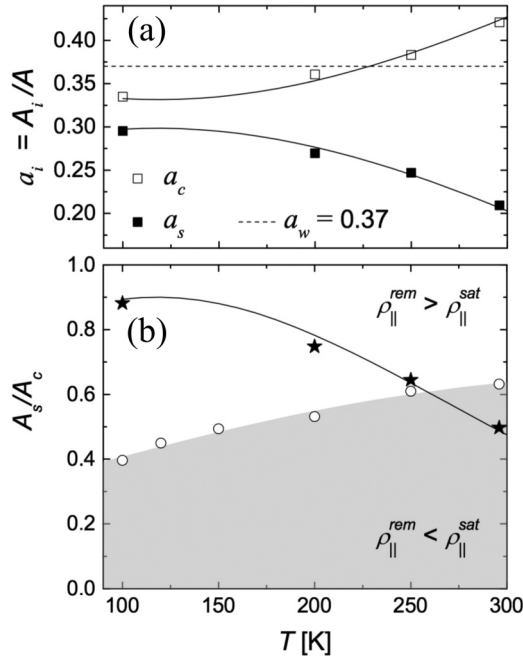 (a)
0.40
0.35
0.30
0.25
0.20
a_i = A_i/A
□ a_c
■ a_s
----- a_w = 0.37
(b)
1.0
0.8
0.6
0.4
0.2
0.0
A_s/A_c
ρ_||^rem > ρ_||^sat
ρ_||^rem < ρ_||^sat
100 150 200 250 300
T [K]